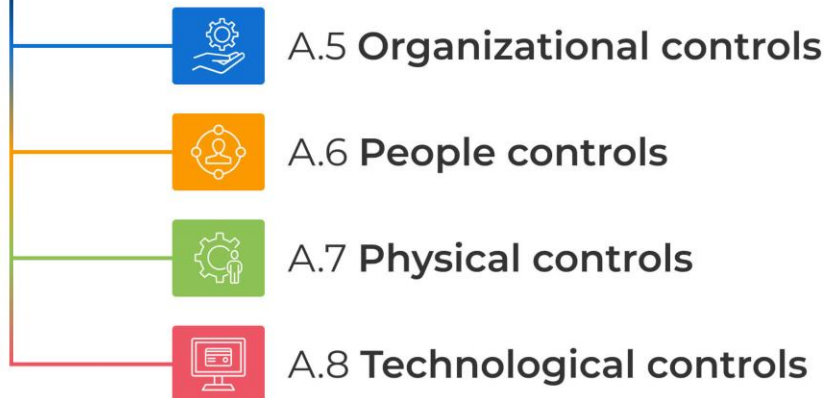 A.5 Organizational controls
A.6 People controls
A.7 Physical controls
A.8 Technological controls